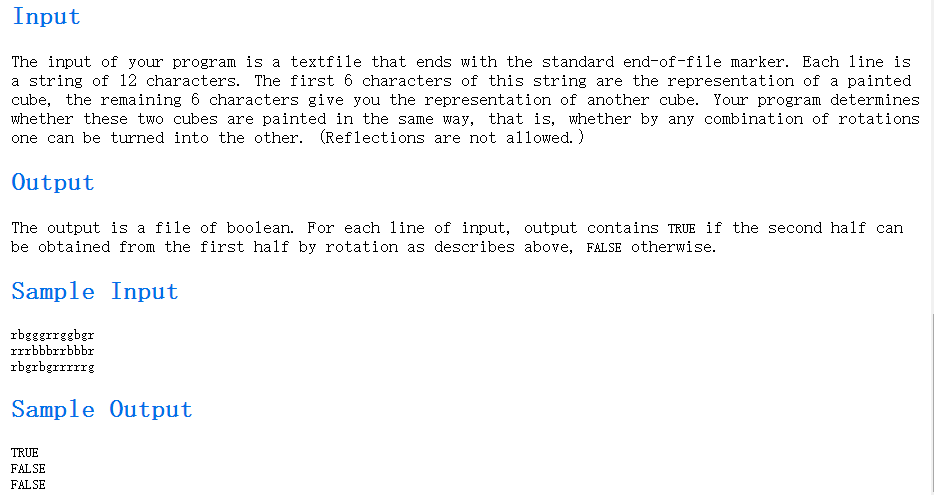 Input
The input of your program is a textfile that ends with the standard end-of-file marker. Each line is
a string of 12 characters. The first 6 characters of this string are the representation of a painted
cube, the remaining 6 characters give you the representation of another cube. Your program determines
whether these two cubes are painted in the same way, that is, whether by any combination of rotations
one can be turned into the other. (Reflections are not allowed.)
Output
The output is a file of boolean. For each line of input, output contains TRUE if the second half can
be obtained from the first half by rotation as describes above, FALSE otherwise.
Sample Input
rbgggrrggbgr
rrrbbbrrbbbr
rbgrbgrrrrrg
Sample Output
TRUE
FALSE
FALSE